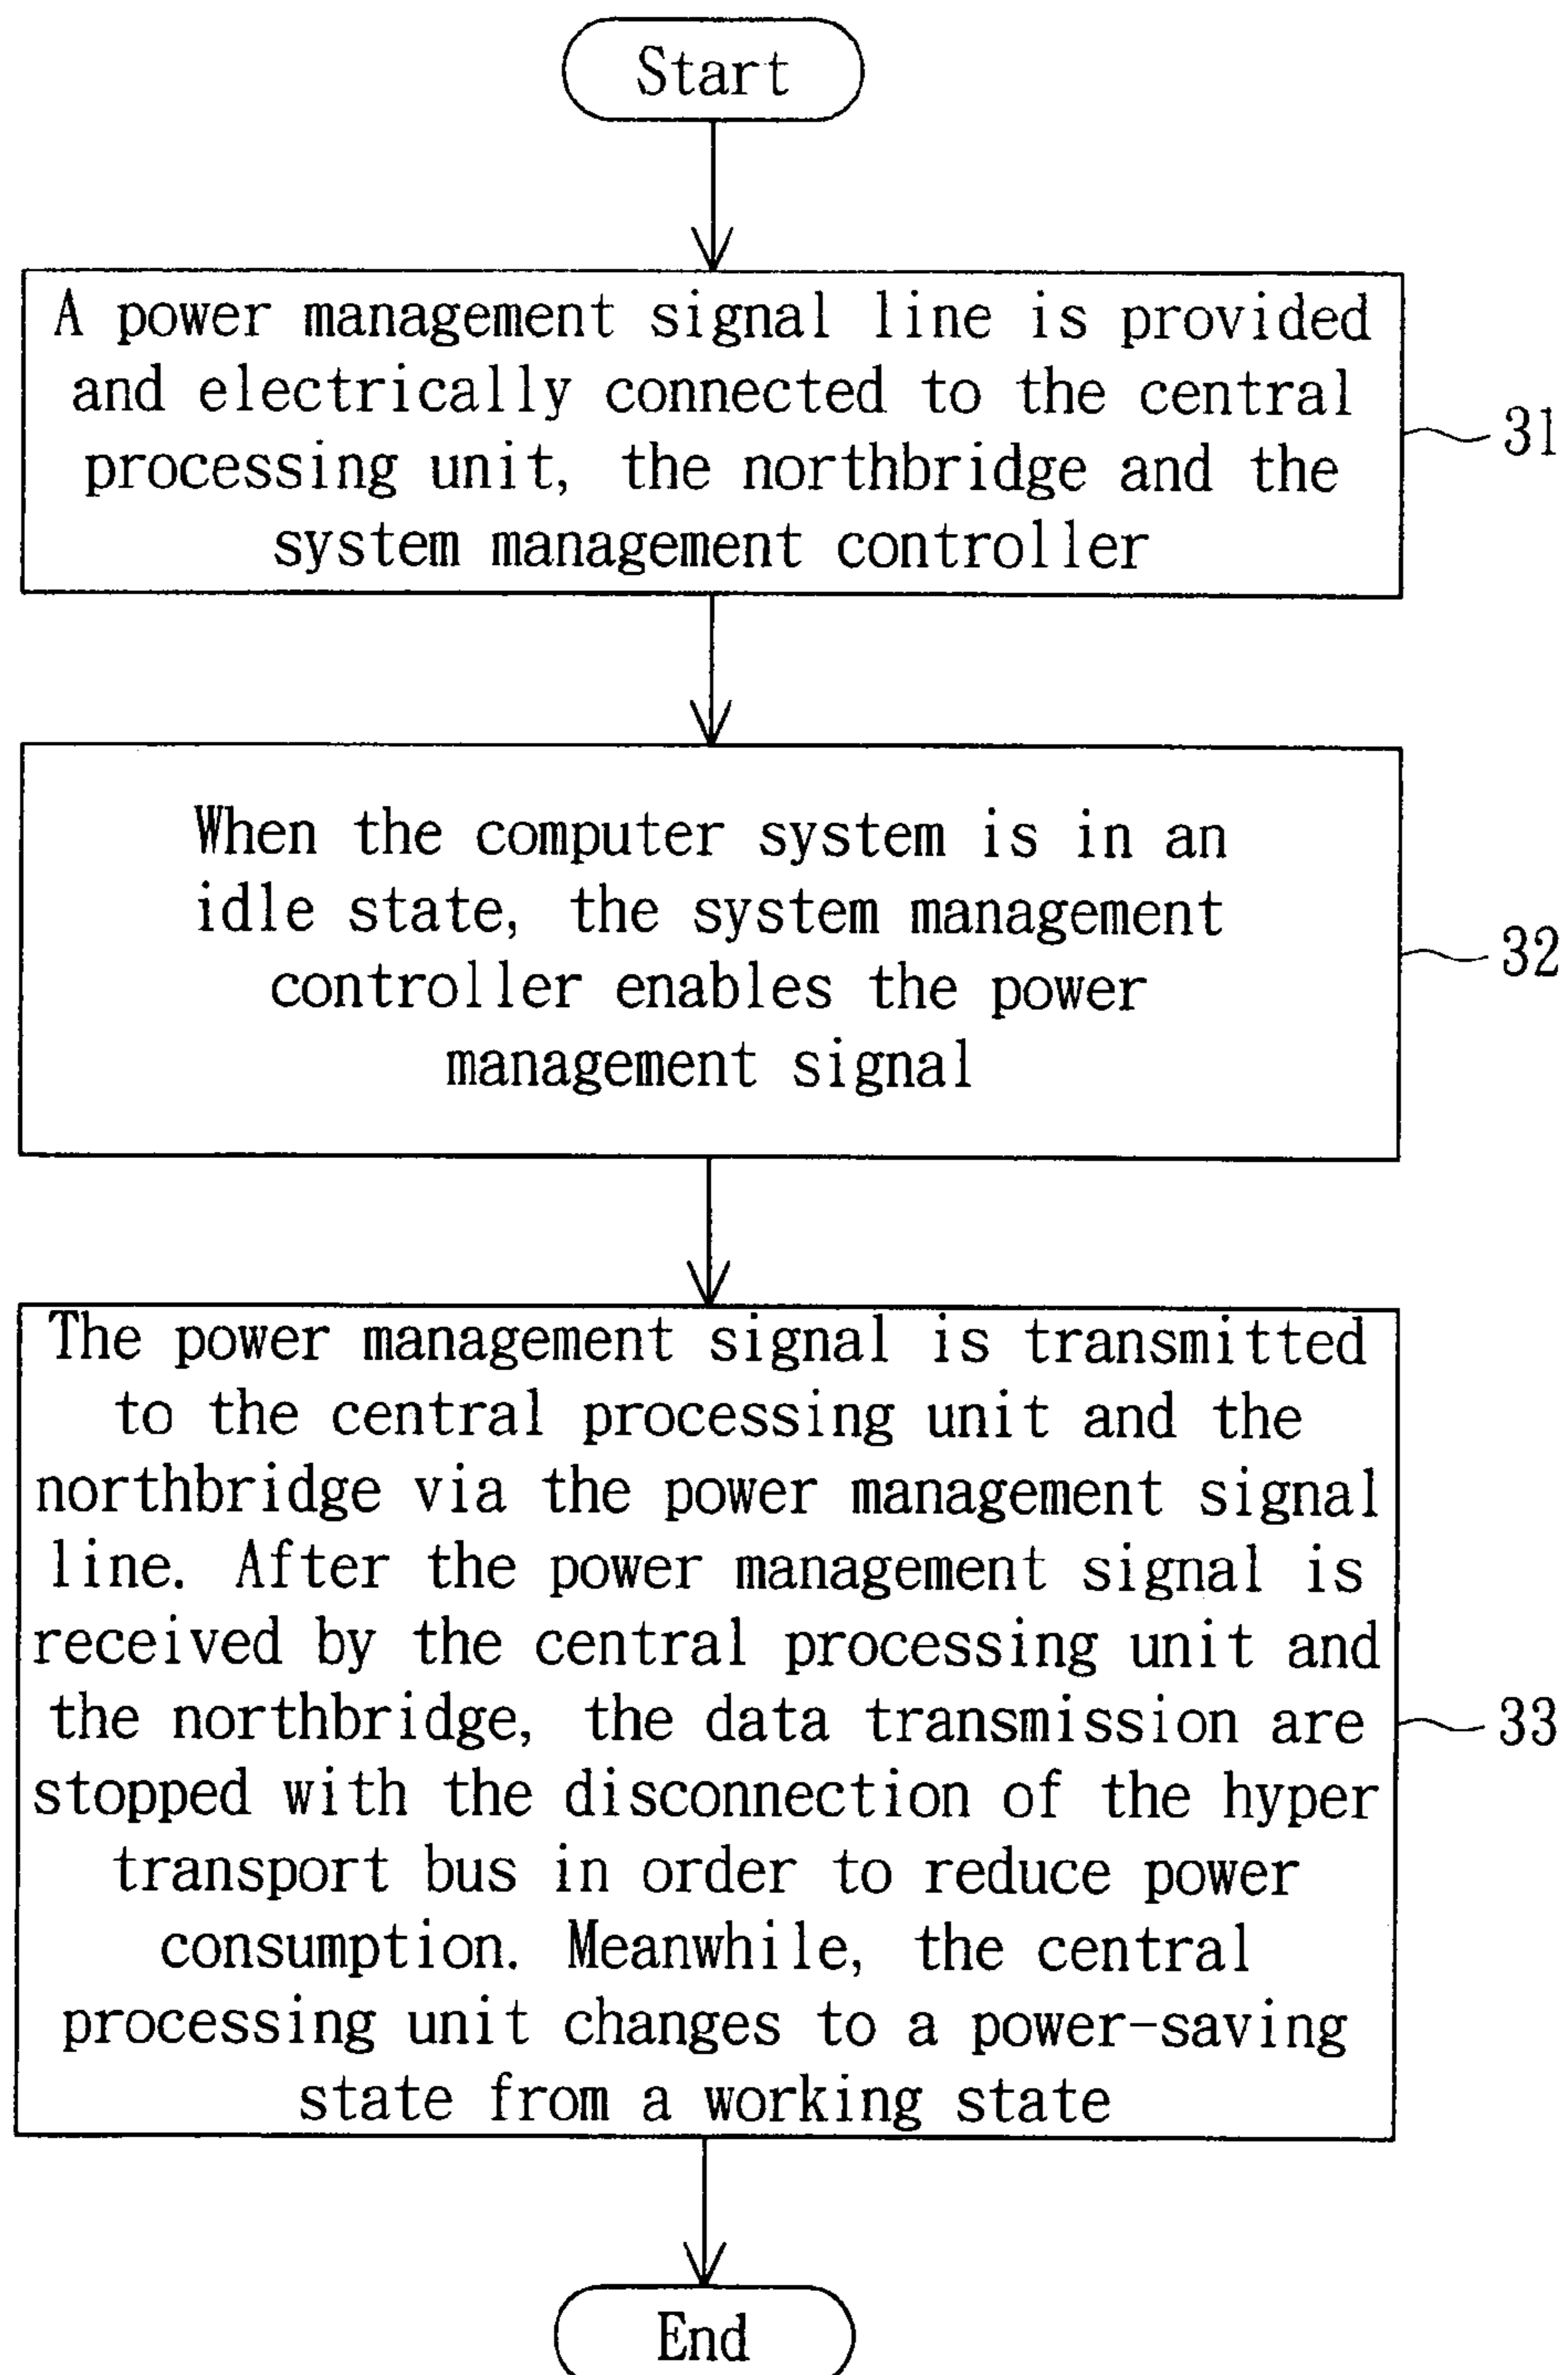 Start
A power management signal line is provided
and electrically connected to the central
processing unit, the northbridge and the
system management controller
31
When the computer system is in an
idle state, the system management
controller enables the power
management signal
32
The power management signal is transmitted
to the central processing unit and the
northbridge via the power management signal
line. After the power management signal is
received by the central processing unit and
the northbridge, the data transmission are
stopped with the disconnection of the hyper
transport bus in order to reduce power
consumption. Meanwhile, the central
processing unit changes to a power-saving
state from a working state
33
End